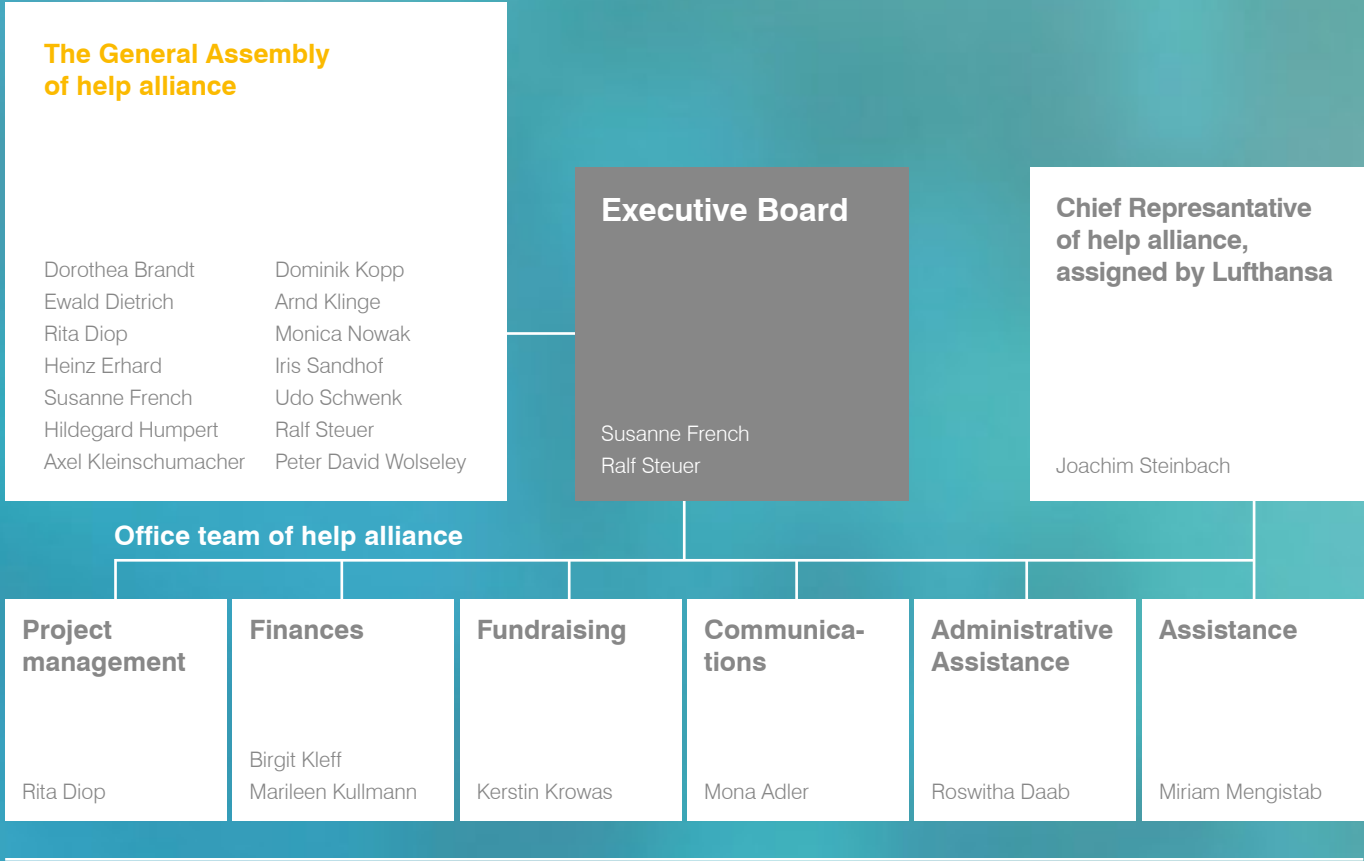 The General Assembly
of help alliance
Dorothea Brandt
Ewald Dietrich
Rita Diop
Heinz Erhard
Susanne French
Hildegard Humpert
Axel Kleinschumacher
Dominik Kopp
Arnd Klinge
Monica Nowak
Iris Sandhof
Udo Schwenk
Ralf Steuer
Peter David Wolseley
Executive Board
Susanne French
Ralf Steuer
Chief Represantative
of help alliance,
assigned by Lufthansa
Joachim Steinbach
Office team of help alliance
Project
management
Rita Diop
Finances
Birgit Kleff
Marileen Kullmann
Fundraising
Kerstin Krowas
Communica-
tions
Mona Adler
Administrative
Assistance
Roswitha Daab
Assistance
Miriam Mengistab